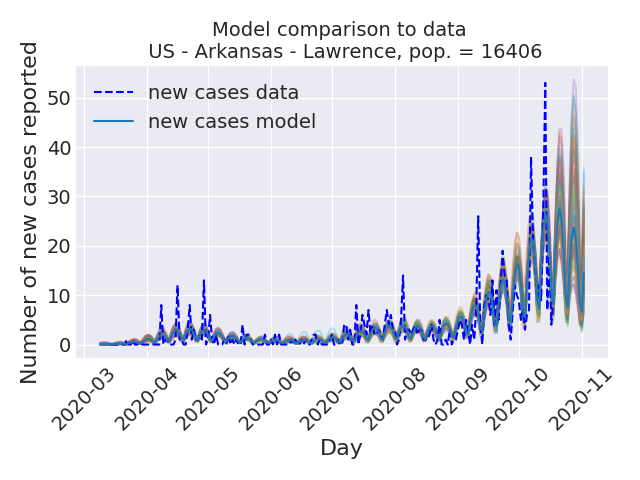 Model comparison to data
US - Arkansas - Lawrence, pop. = 16406
Number of new cases reported
50
40
30
20
10
0
new cases data
new cases model
2020-03
2020-04
2020-05
2020-06
2020-07
2020-08
2020-09
2020-10
2020-11
Day